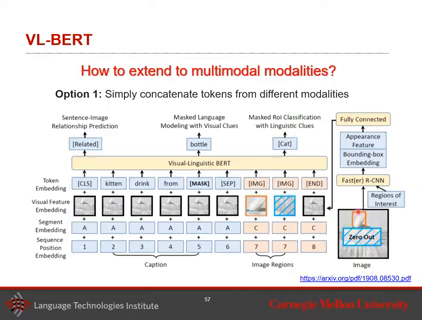 VL-BERT
How to extend to multimodal modalities?
Option 1: Simply concatenate tokens from different modalities
Sentence-Image Relationship Prediction
Masked Language Modeling with Visual Clues
Masked RoI Classification with Linguistic Clues
Fully Connected
[Related]
bottle
[Cat]
Appearance Feature
Bounding-box Embedding
Visual-Linguistic BERT
Fast(er) R-CNN
Regions of Interest
Token Embedding
[CLS] kitten drink from [MASK] [SEP] [IMG] [IMG] [END]
Visual Feature Embedding
Segment Embedding
A A A A A A C C C
Sequence Position Embedding
1 2 3 4 5 6 7 7 8
Zero Out
Caption
Image Regions
Image
https://arxiv.org/pdf/1908.08530.pdf
57
Language Technologies Institute
Carnegie Mellon University